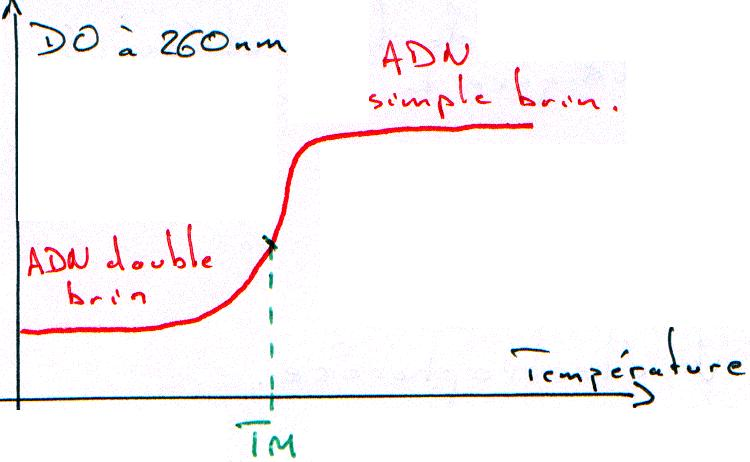 DO à 260nm
ADN
simple brin.
ADN double
brin
Température
TM